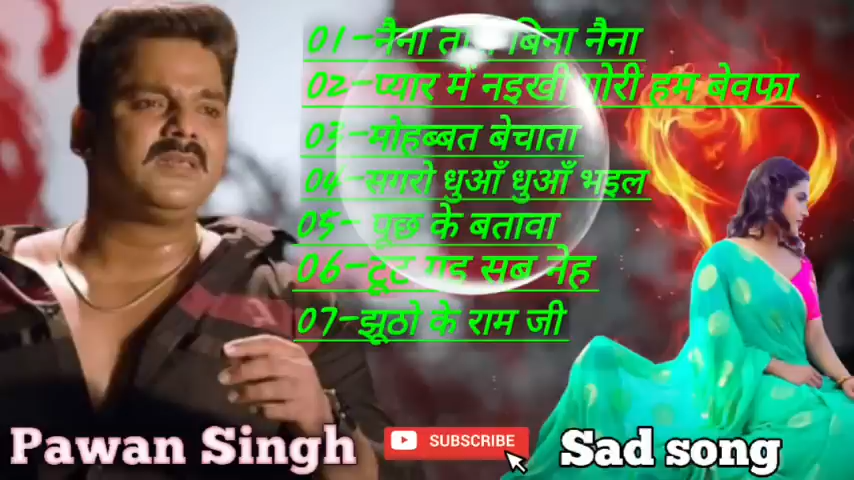 01-नैना बिना नैना
02-प्यार में नइखी गोरी हम बेवफा
03-मोहब्बत बेचाता
04-सगरो धुआँ धुआँ भइल
05- पूछ के बतावा
06-टूट गइ सब नेह
07-झूठो के राम जी
Pawan Singh
SUBSCRIBE
Sad song